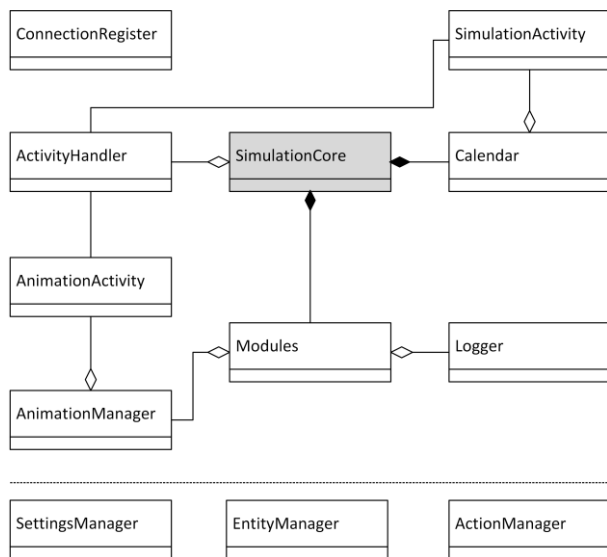 ConnectionRegister
SimulationActivity
ActivityHandler
SimulationCore
Calendar
AnimationActivity
Modules
Logger
AnimationManager
SettingsManager
EntityManager
ActionManager